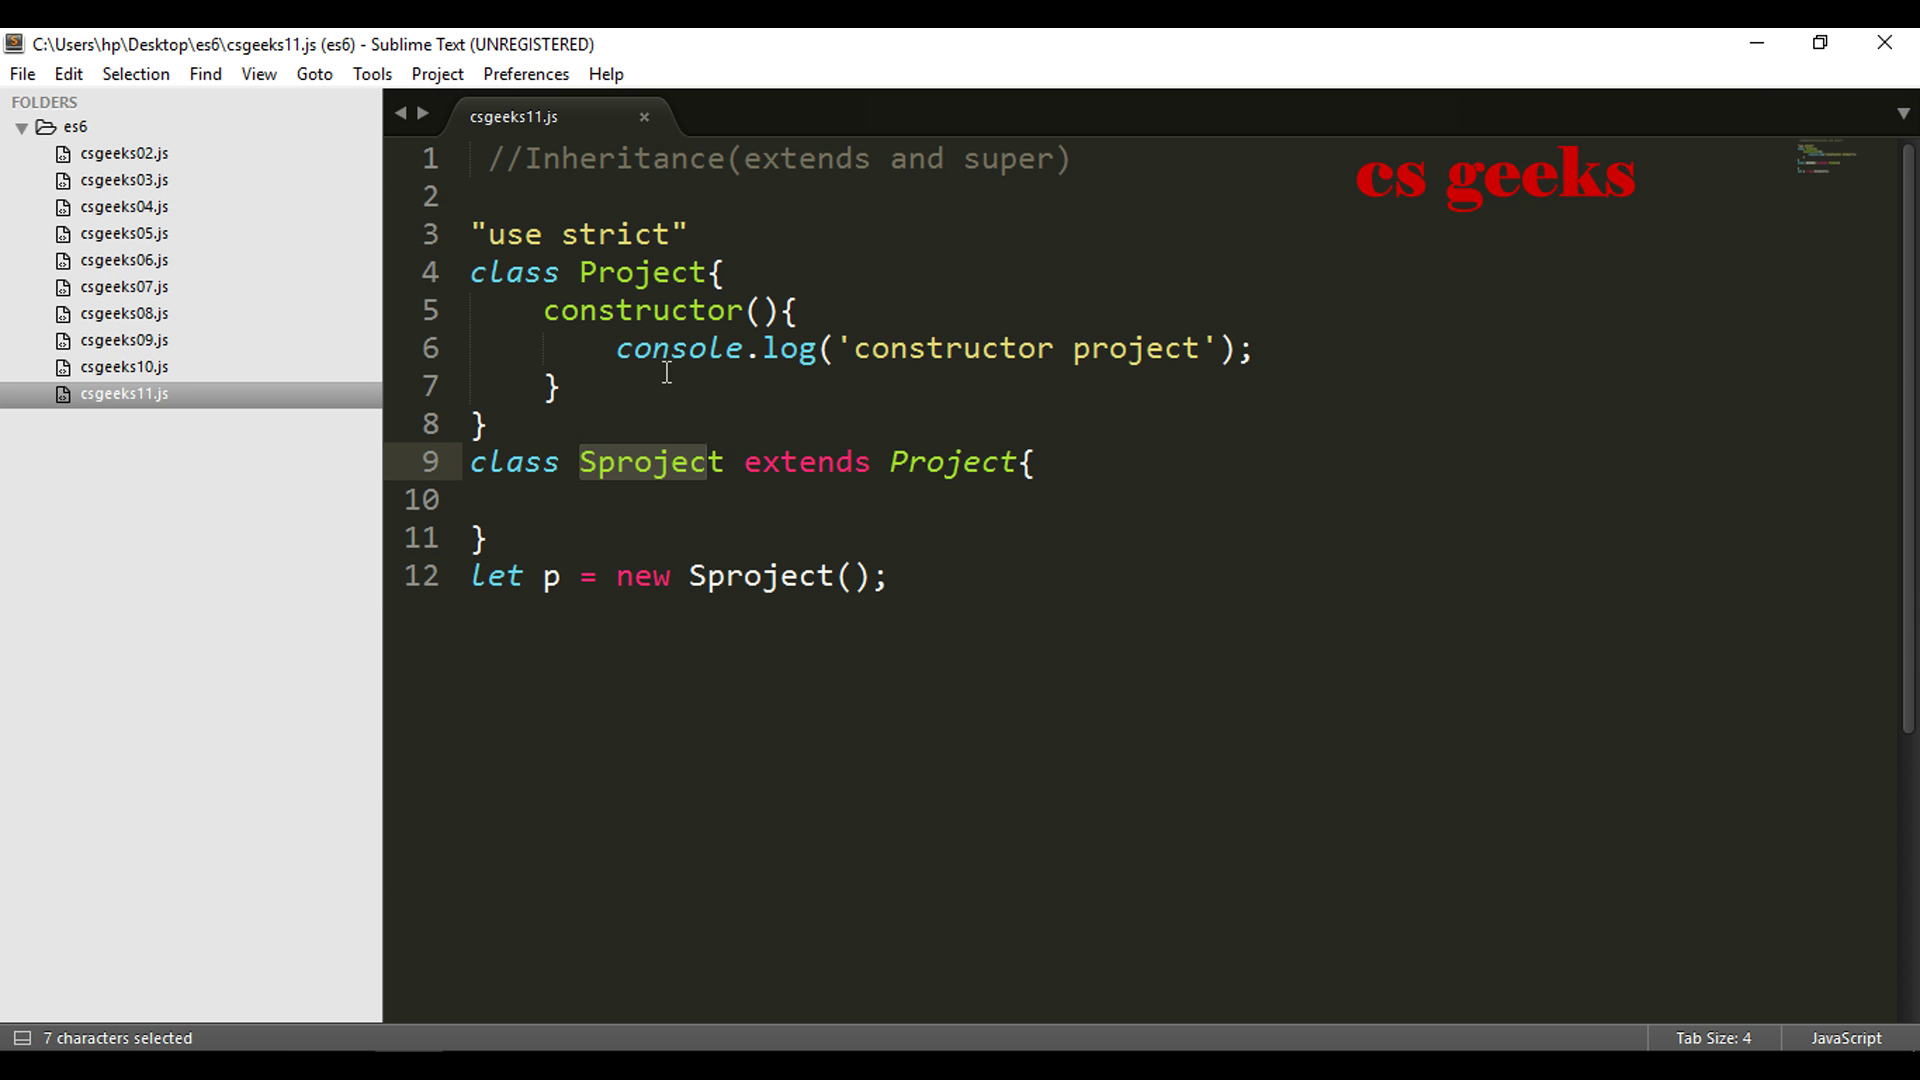 C:\Users\hp\Desktop\es6\csgeeks11.js (es6) - Sublime Text (UNREGISTERED)
File Edit Selection Find View Goto Tools Project Preferences Help
FOLDERS
es6
csgeeks02.js
csgeeks03.js
csgeeks04.js
csgeeks05.js
csgeeks06.js
csgeeks07.js
csgeeks08.js
csgeeks09.js
csgeeks10.js
csgeeks11.js
csgeeks11.js
cs geeks
1 //Inheritance(extends and super)
2
3 "use strict"
4 class Project{
5 constructor(){
6 console.log('constructor project');
7 }
8 }
9 class Sproject extends Project{
10
11 }
12 let p = new Sproject();
7 characters selected
Tab Size: 4
JavaScript